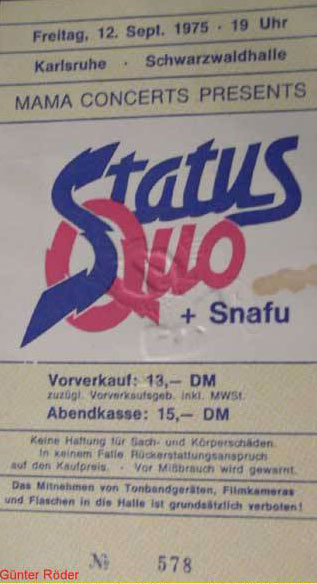 Freitag, 12. Sept. 1975 · 19 Uhr
Karlsruhe · Schwarzwaldhalle
MAMA CONCERTS PRESENTS
Status
Quo
+ Snafu
Vorverkauf: 13,— DM
zuzügl. Vorverkaufsgeb. inkl. MWSt.
Abendkasse: 15,— DM
Keine Haftung für Sach- und Körperschäden.
In keinem Falle Rückerstattungsanspruch
auf den Kaufpreis. · Vor Mißbrauch wird gewarnt.
Das Mitnehmen von Tonbandgeräten, Filmkameras
und Flaschen in die Halle ist grundsätzlich verboten!
№ 578
Günter Röder